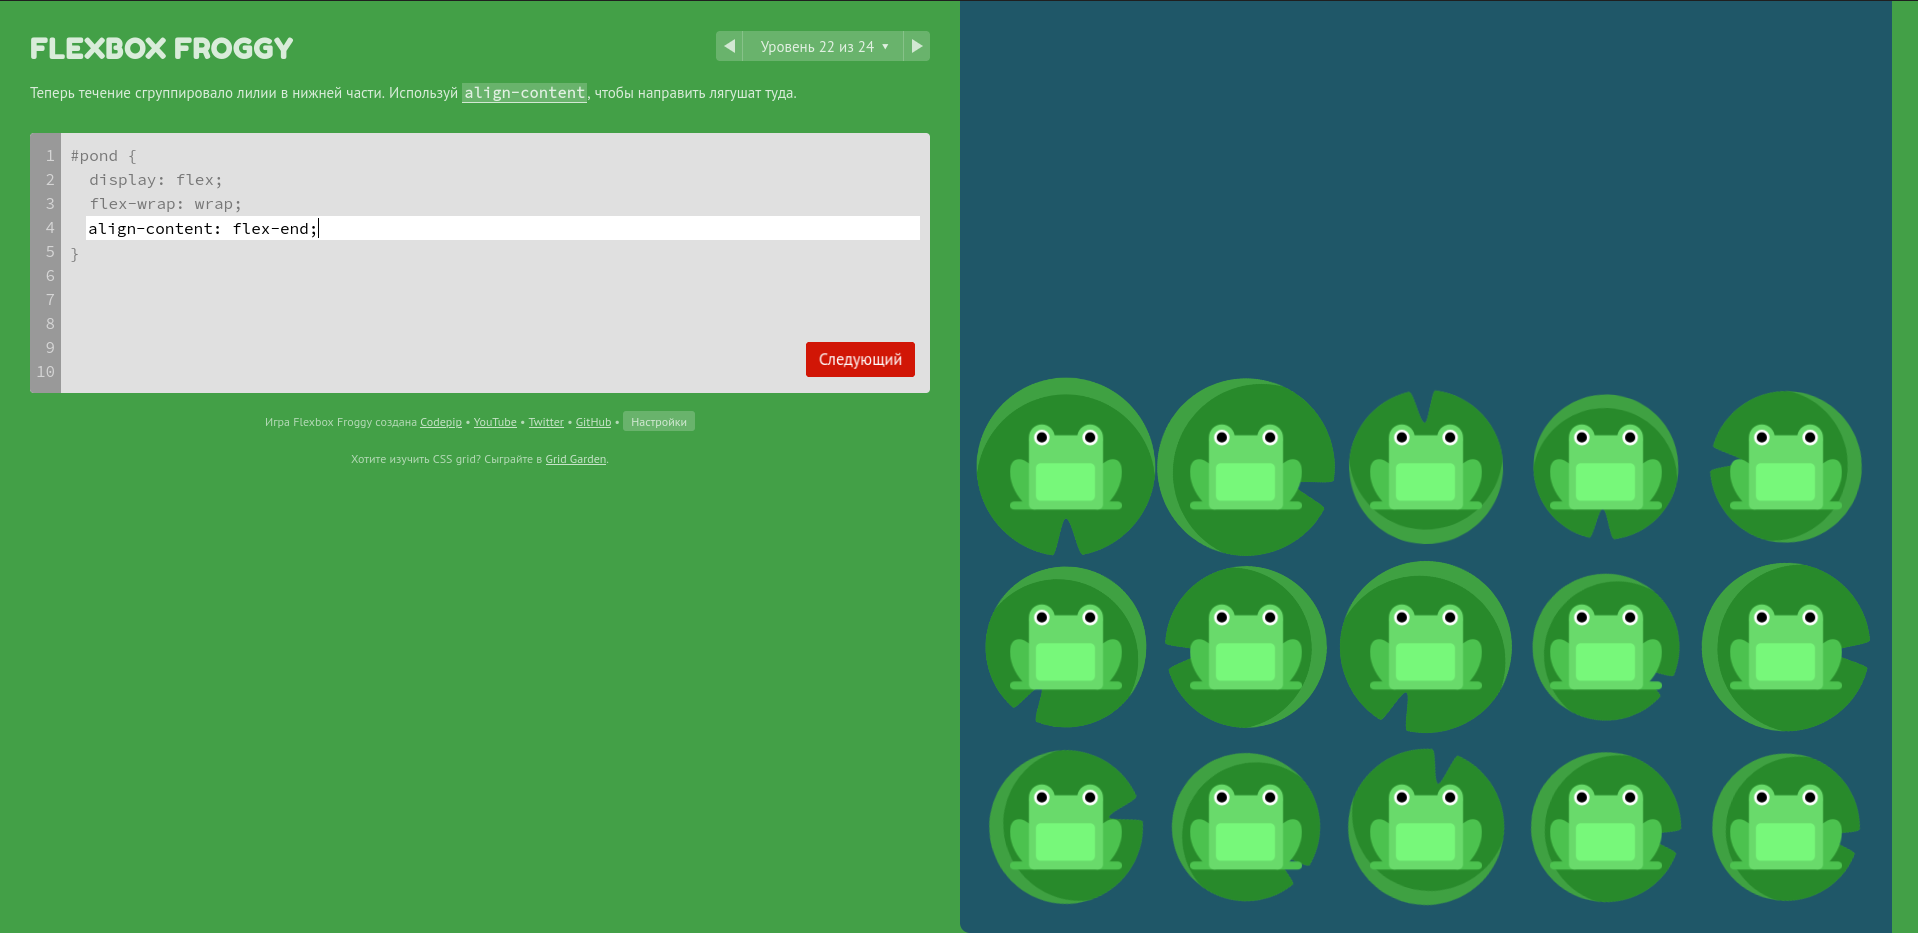 FLEXBOX FROGGY
Уровень 22 из 24 ▼
Теперь течение сгруппировало лилии в нижней части. Используй align-content, чтобы направить лягушат туда.
1 #pond {
2 display: flex;
3 flex-wrap: wrap;
4 align-content: flex-end;
5 }
6
7
8
9
10
Следующий
Игра Flexbox Froggy создана Codepip • YouTube • Twitter • GitHub • Настройки
Хотите изучить CSS grid? Сыграйте в Grid Garden.